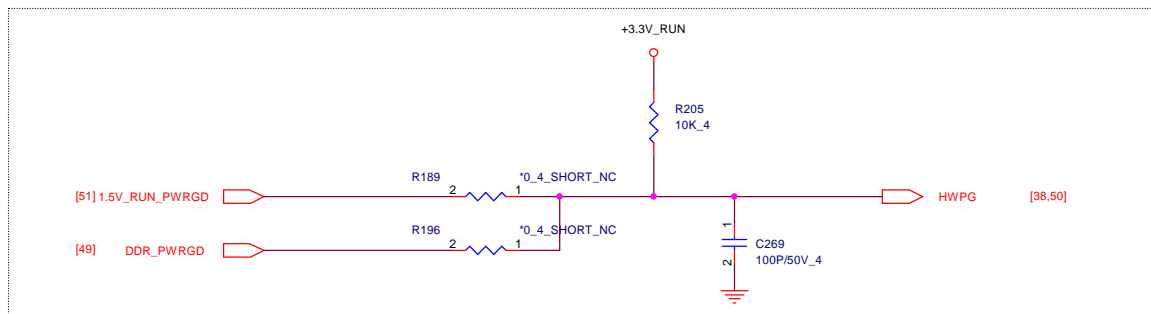 +3.3V_RUN
R205
10K_4
R189 *0_4_SHORT_NC
[51] 1.5V_RUN_PWRGD 2 1 HWPG [38,50]
R196 *0_4_SHORT_NC
[49] DDR_PWRGD 2 1
1
C269
100P/50V_4
2